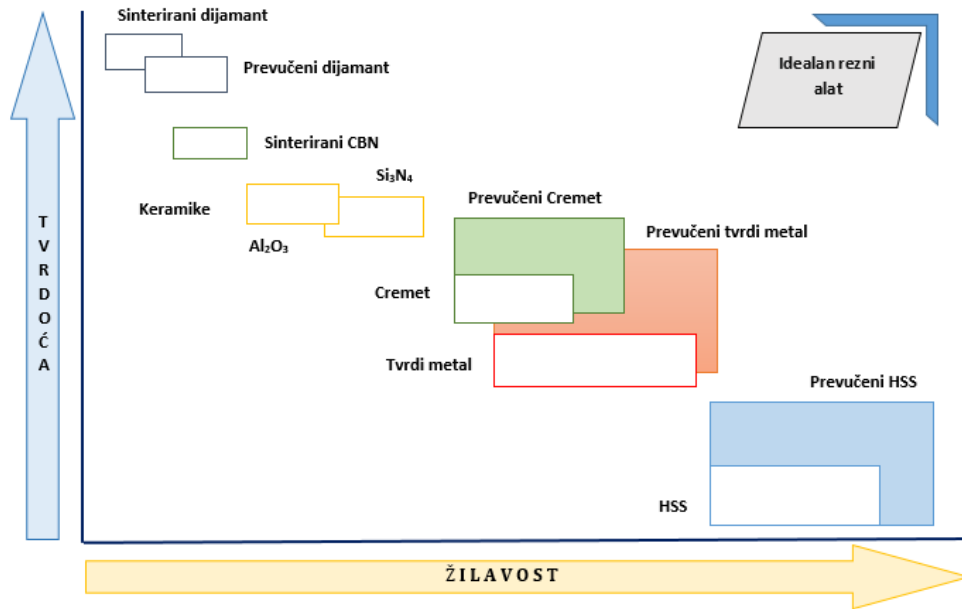 Sinterirani dijamant
Prevučeni dijamant
Idealan rezni
alat
Sinterirani CBN
Si₃N₄
Keramike
Al₂O₃
Prevučeni Cremet
Prevučeni tvrdi metal
Cremet
Tvrdi metal
Prevučeni HSS
HSS
T
V
R
D
O
Ć
A
ŽILAVOST